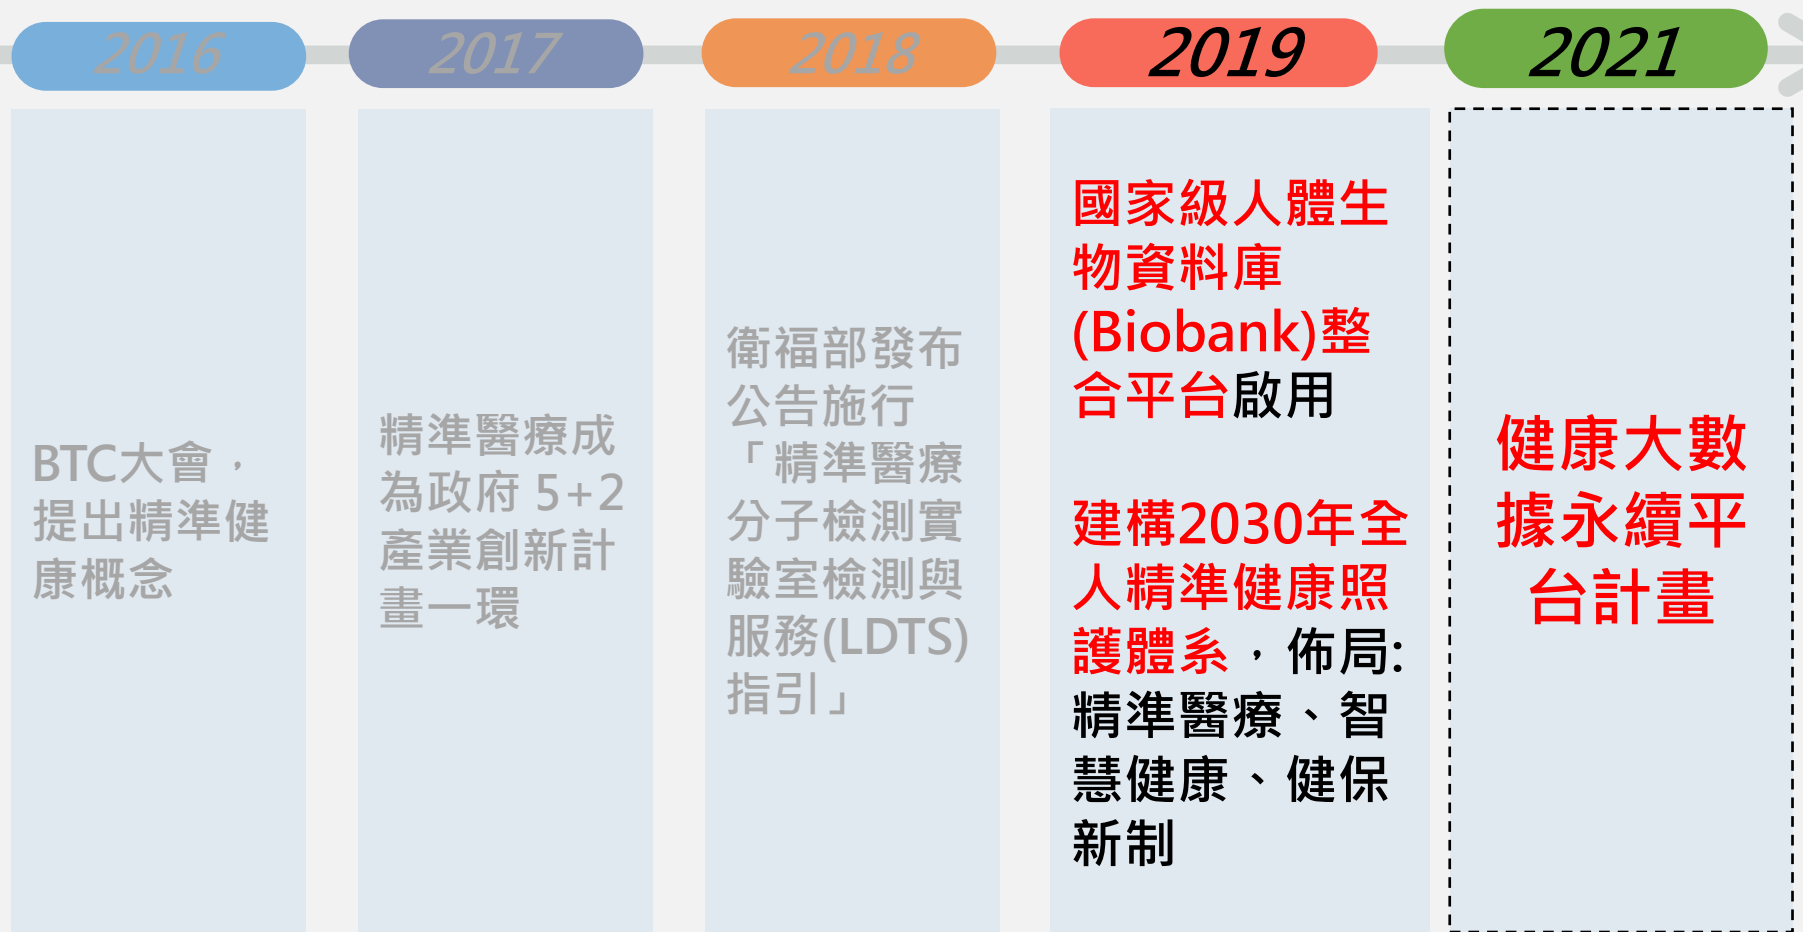 2016
2017
2018
2019
2021
BTC大會，
提出精準健
康概念
精準醫療成
為政府 5+2
產業創新計
畫一環
衛福部發布
公告施行
「精準醫療
分子檢測實
驗室檢測與
服務(LDTS)
指引」
國家級人體生
物資料庫
(Biobank)整
合平台啟用
建構2030年全
人精準健康照
護體系，佈局:
精準醫療、智
慧健康、健保
新制
健康大數
據永續平
台計畫